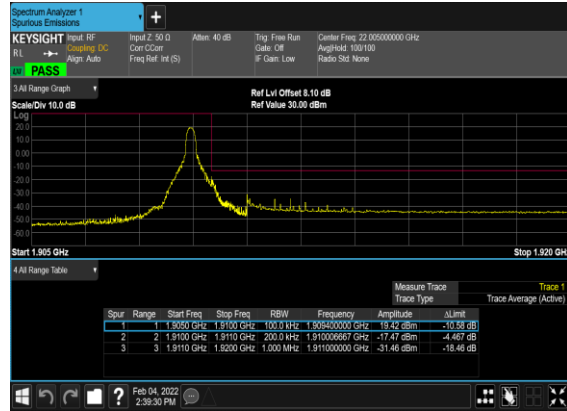 Spectrum Analyzer 1
Spurious Emissions
KEYSIGHT Input: RF Input Z: 50 Ω Atten: 40 dB Trig: Free Run Center Freq: 22.005000000 GHz
RL Coupling: DC Corr CCorr Gate: Off Avg|Hold: 100/100
Align: Auto Freq Ref: Int (S) IF Gain: Low Radio Std: None
PASS
3 All Range Graph
Ref Lvl Offset 8.10 dB
Scale/Div 10.0 dB Ref Value 30.00 dBm
Log
20.0
10.0
0.00
-10.0
-20.0
-30.0
-40.0
-50.0
-60.0
Start 1.905 GHz Stop 1.920 GH
4 All Range Table
Measure Trace Trace 1
Trace Type Trace Average (Active)
Spur Range Start Freq Stop Freq RBW Frequency Amplitude ΔLimit
1 1 1.9050 GHz 1.9100 GHz 100.0 kHz 1.909400000 GHz 19.42 dBm -10.58 dB
2 2 1.9100 GHz 1.9110 GHz 200.0 kHz 1.910006667 GHz -17.47 dBm -4.467 dB
3 3 1.9110 GHz 1.9200 GHz 1.000 MHz 1.911000000 GHz -31.46 dBm -18.46 dB
? Feb 04, 2022
2:39:30 PM